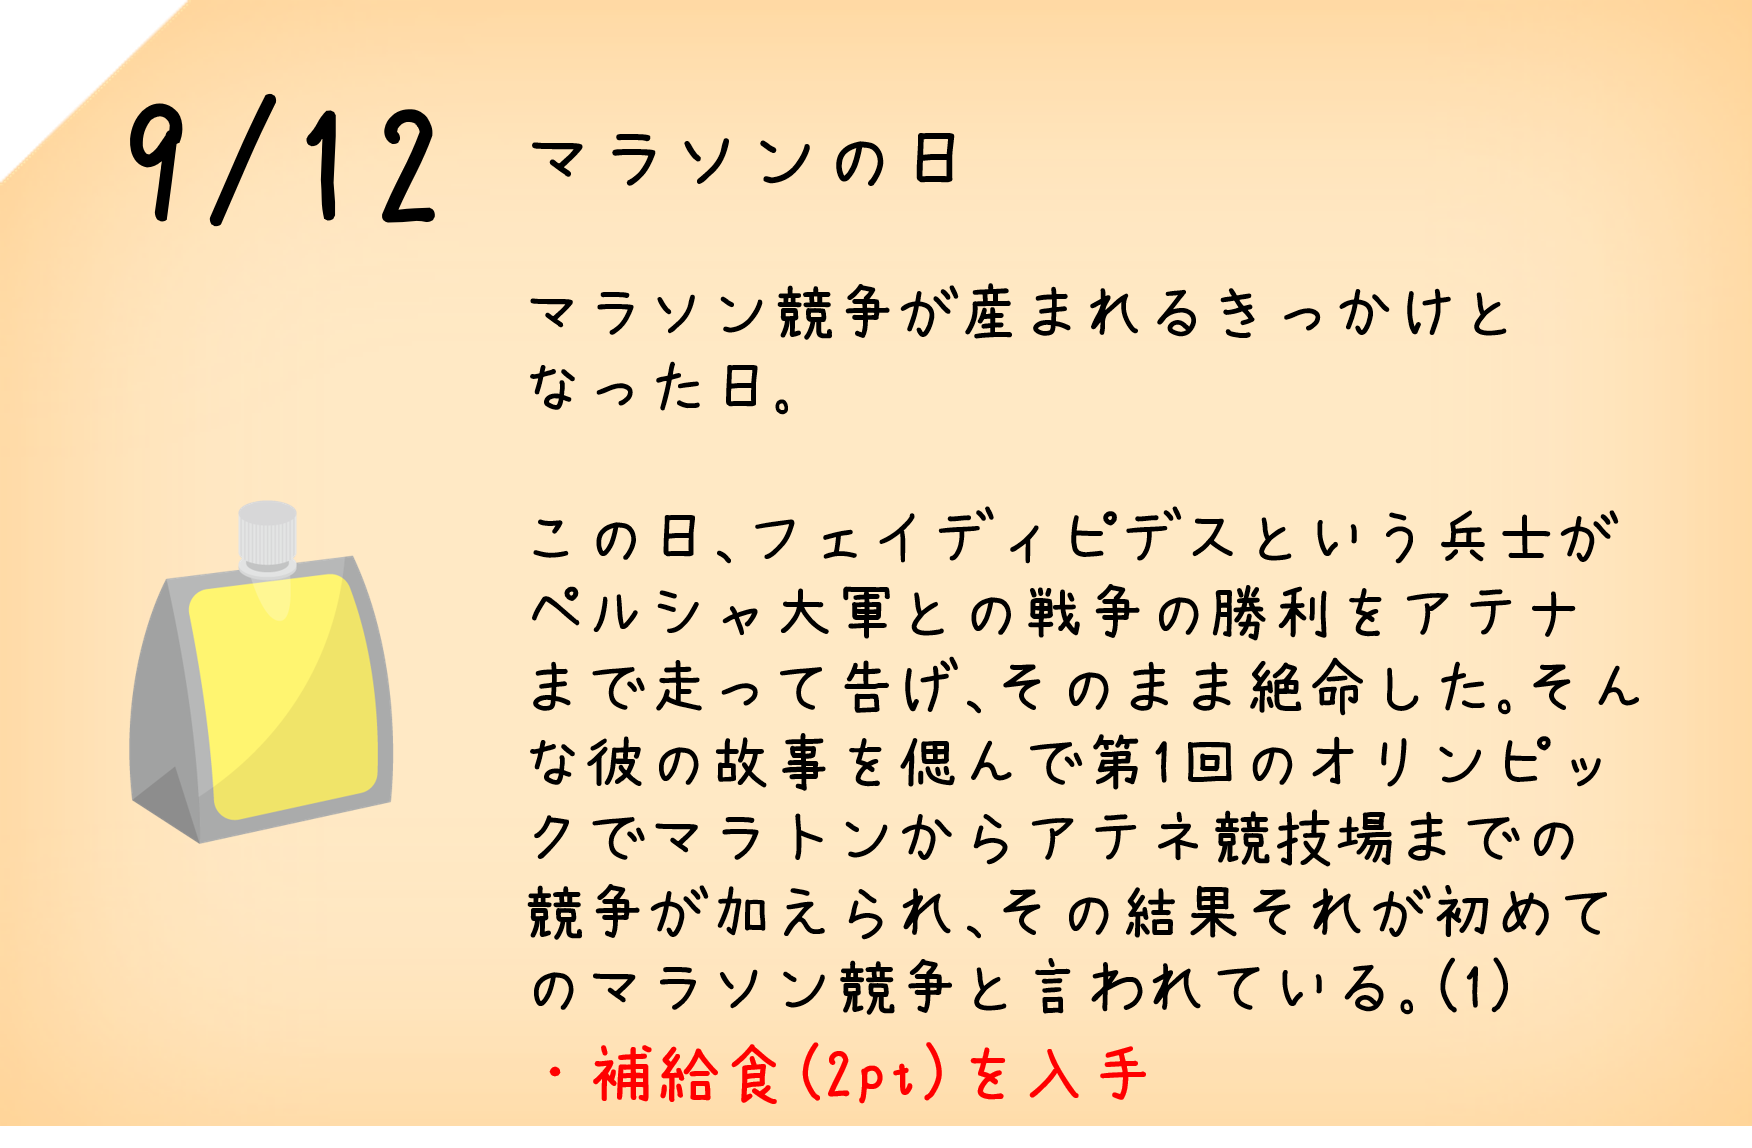 9/12 マラソンの日
マラソン競争が産まれるきっかけと
なった日。
この日、フェイディピデスという兵士が
ペルシャ大軍との戦争の勝利をアテナ
まで走って告げ、そのまま絶命した。そん
な彼の故事を偲んで第1回のオリンピッ
クでマラトンからアテネ競技場までの
競争が加えられ、その結果それが初めて
のマラソン競争と言われている。(1)
・補給食(2pt)を入手